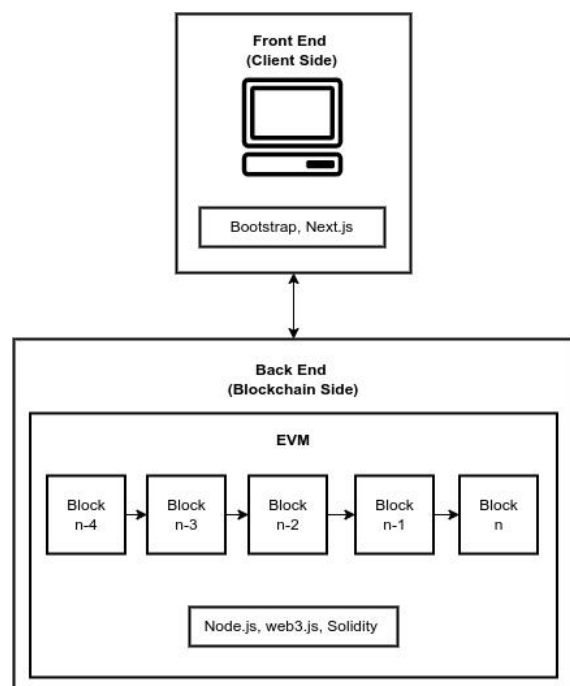 Front End
(Client Side)
Bootstrap, Next.js
Back End
(Blockchain Side)
EVM
Block
n-4
Block
n-3
Block
n-2
Block
n-1
Block
n
Node.js, web3.js, Solidity